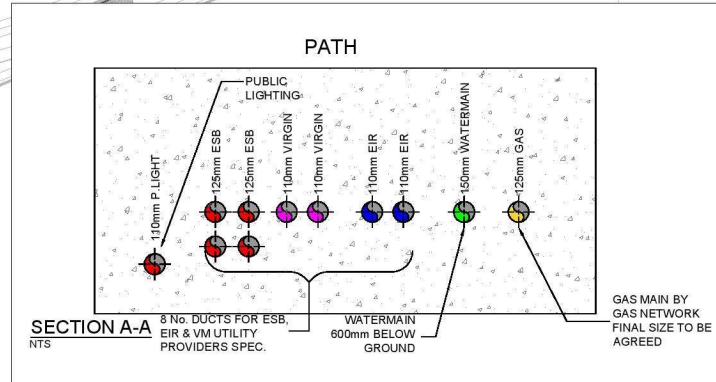 PATH
PUBLIC
LIGHTING
110mm P.LIGHT
125mm ESB
125mm ESB
110mm VIRGIN
110mm VIRGIN
110mm EIR
110mm EIR
150mm WATERMAIN
125mm GAS
SECTION A-A
NTS
8 No. DUCTS FOR ESB,
EIR & VM UTILITY
PROVIDERS SPEC.
WATERMAIN
600mm BELOW
GROUND
GAS MAIN BY
GAS NETWORK
FINAL SIZE TO BE
AGREED